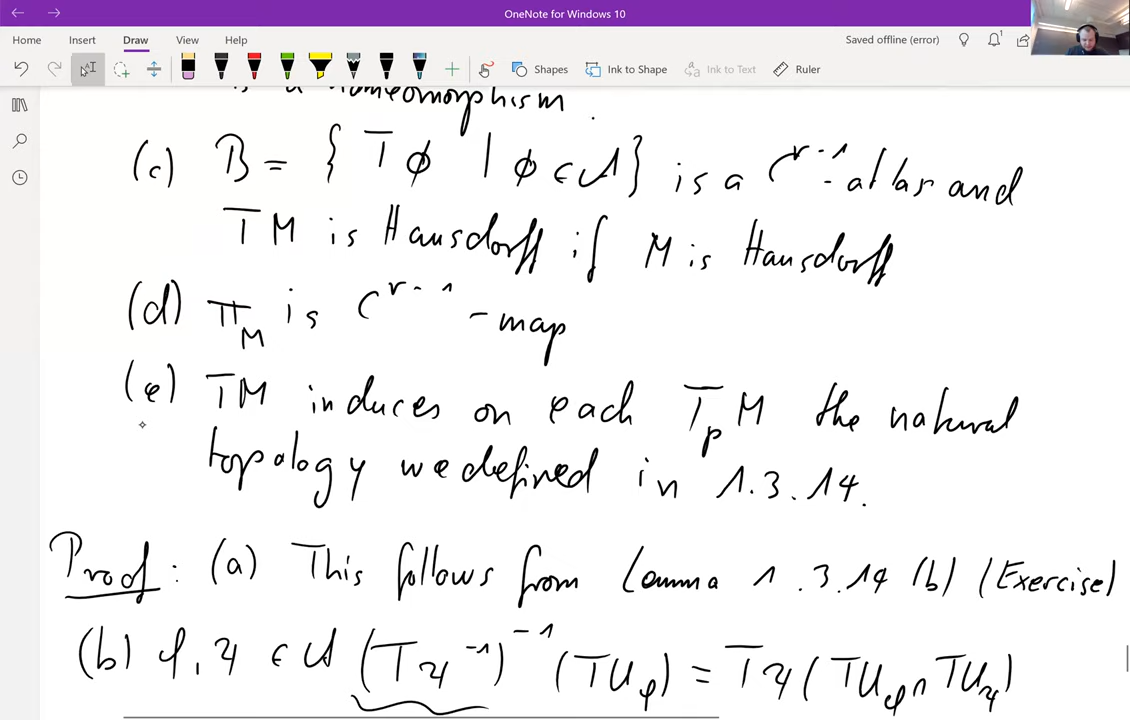 OneNote for Windows 10
Home Insert Draw View Help
Saved offline (error)
Shapes Ink to Shape Ink to Text Ruler
is a homeomorphism.
(c) B = { Tϕ | ϕ ∈ A } is a C^{r-1}-atlas and
TM is Hausdorff if M is Hausdorff
(d) π_M is C^{r-1}-map
(e) TM induces on each T_pM the natural
topology we defined in 1.3.14.
Proof: (a) This follows from Lemma 1.3.14 (b) (Exercise)
(b) φ, ψ ∈ A (Tψ^{-1})^{-1} (TU_φ) = Tψ(TU_φ ∩ TU_ψ)